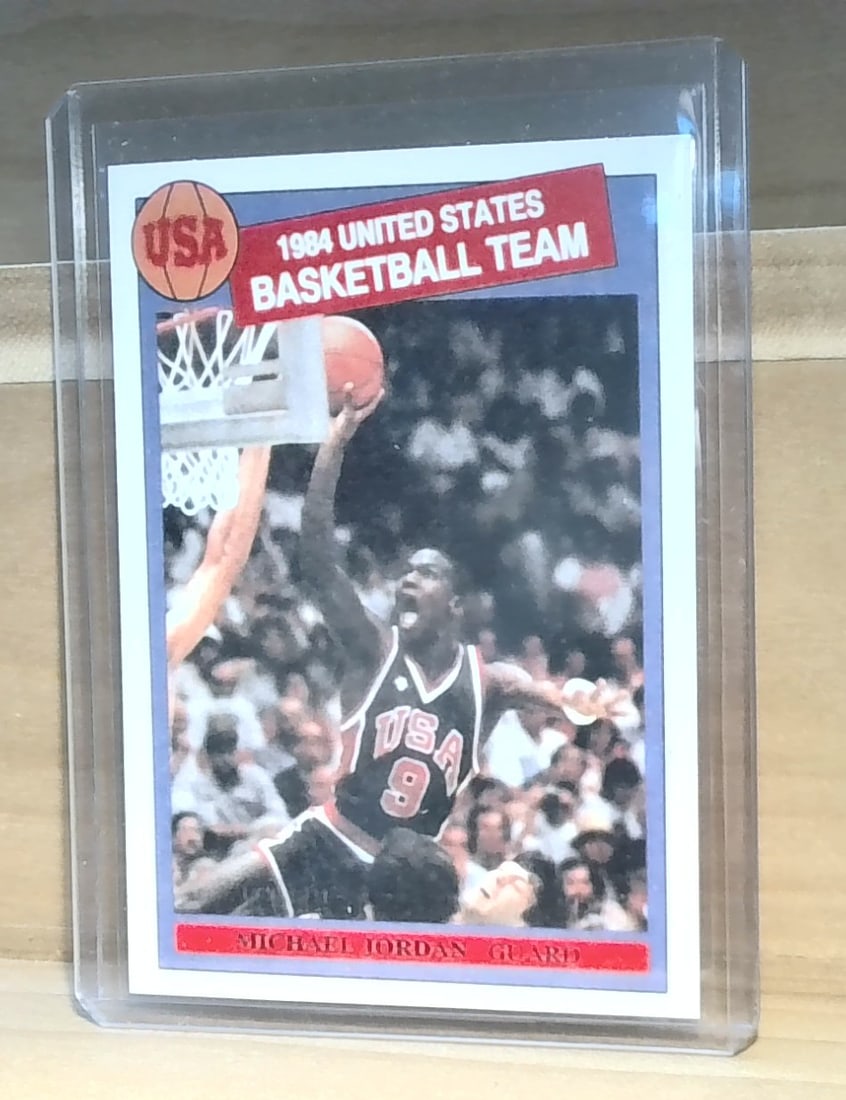 USA
1984 UNITED STATES
BASKETBALL TEAM
USA
9
MICHAEL JORDAN GUARD